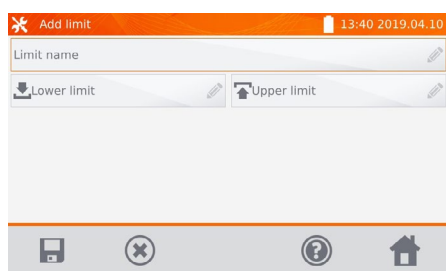 Add limit
13:40 2019.04.10
Limit name
Lower limit
Upper limit